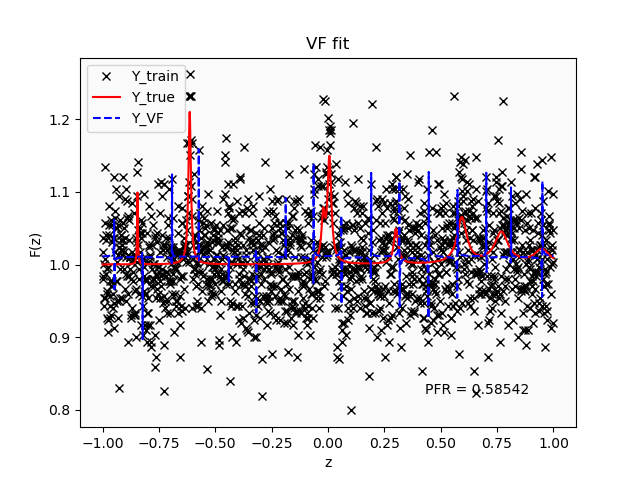 VF fit
Y_train
Y_true
Y_VF
F(z)
1.2
1.1
1.0
0.9
0.8
PFR = 0.58542
−1.00 −0.75 −0.50 −0.25 0.00 0.25 0.50 0.75 1.00
z